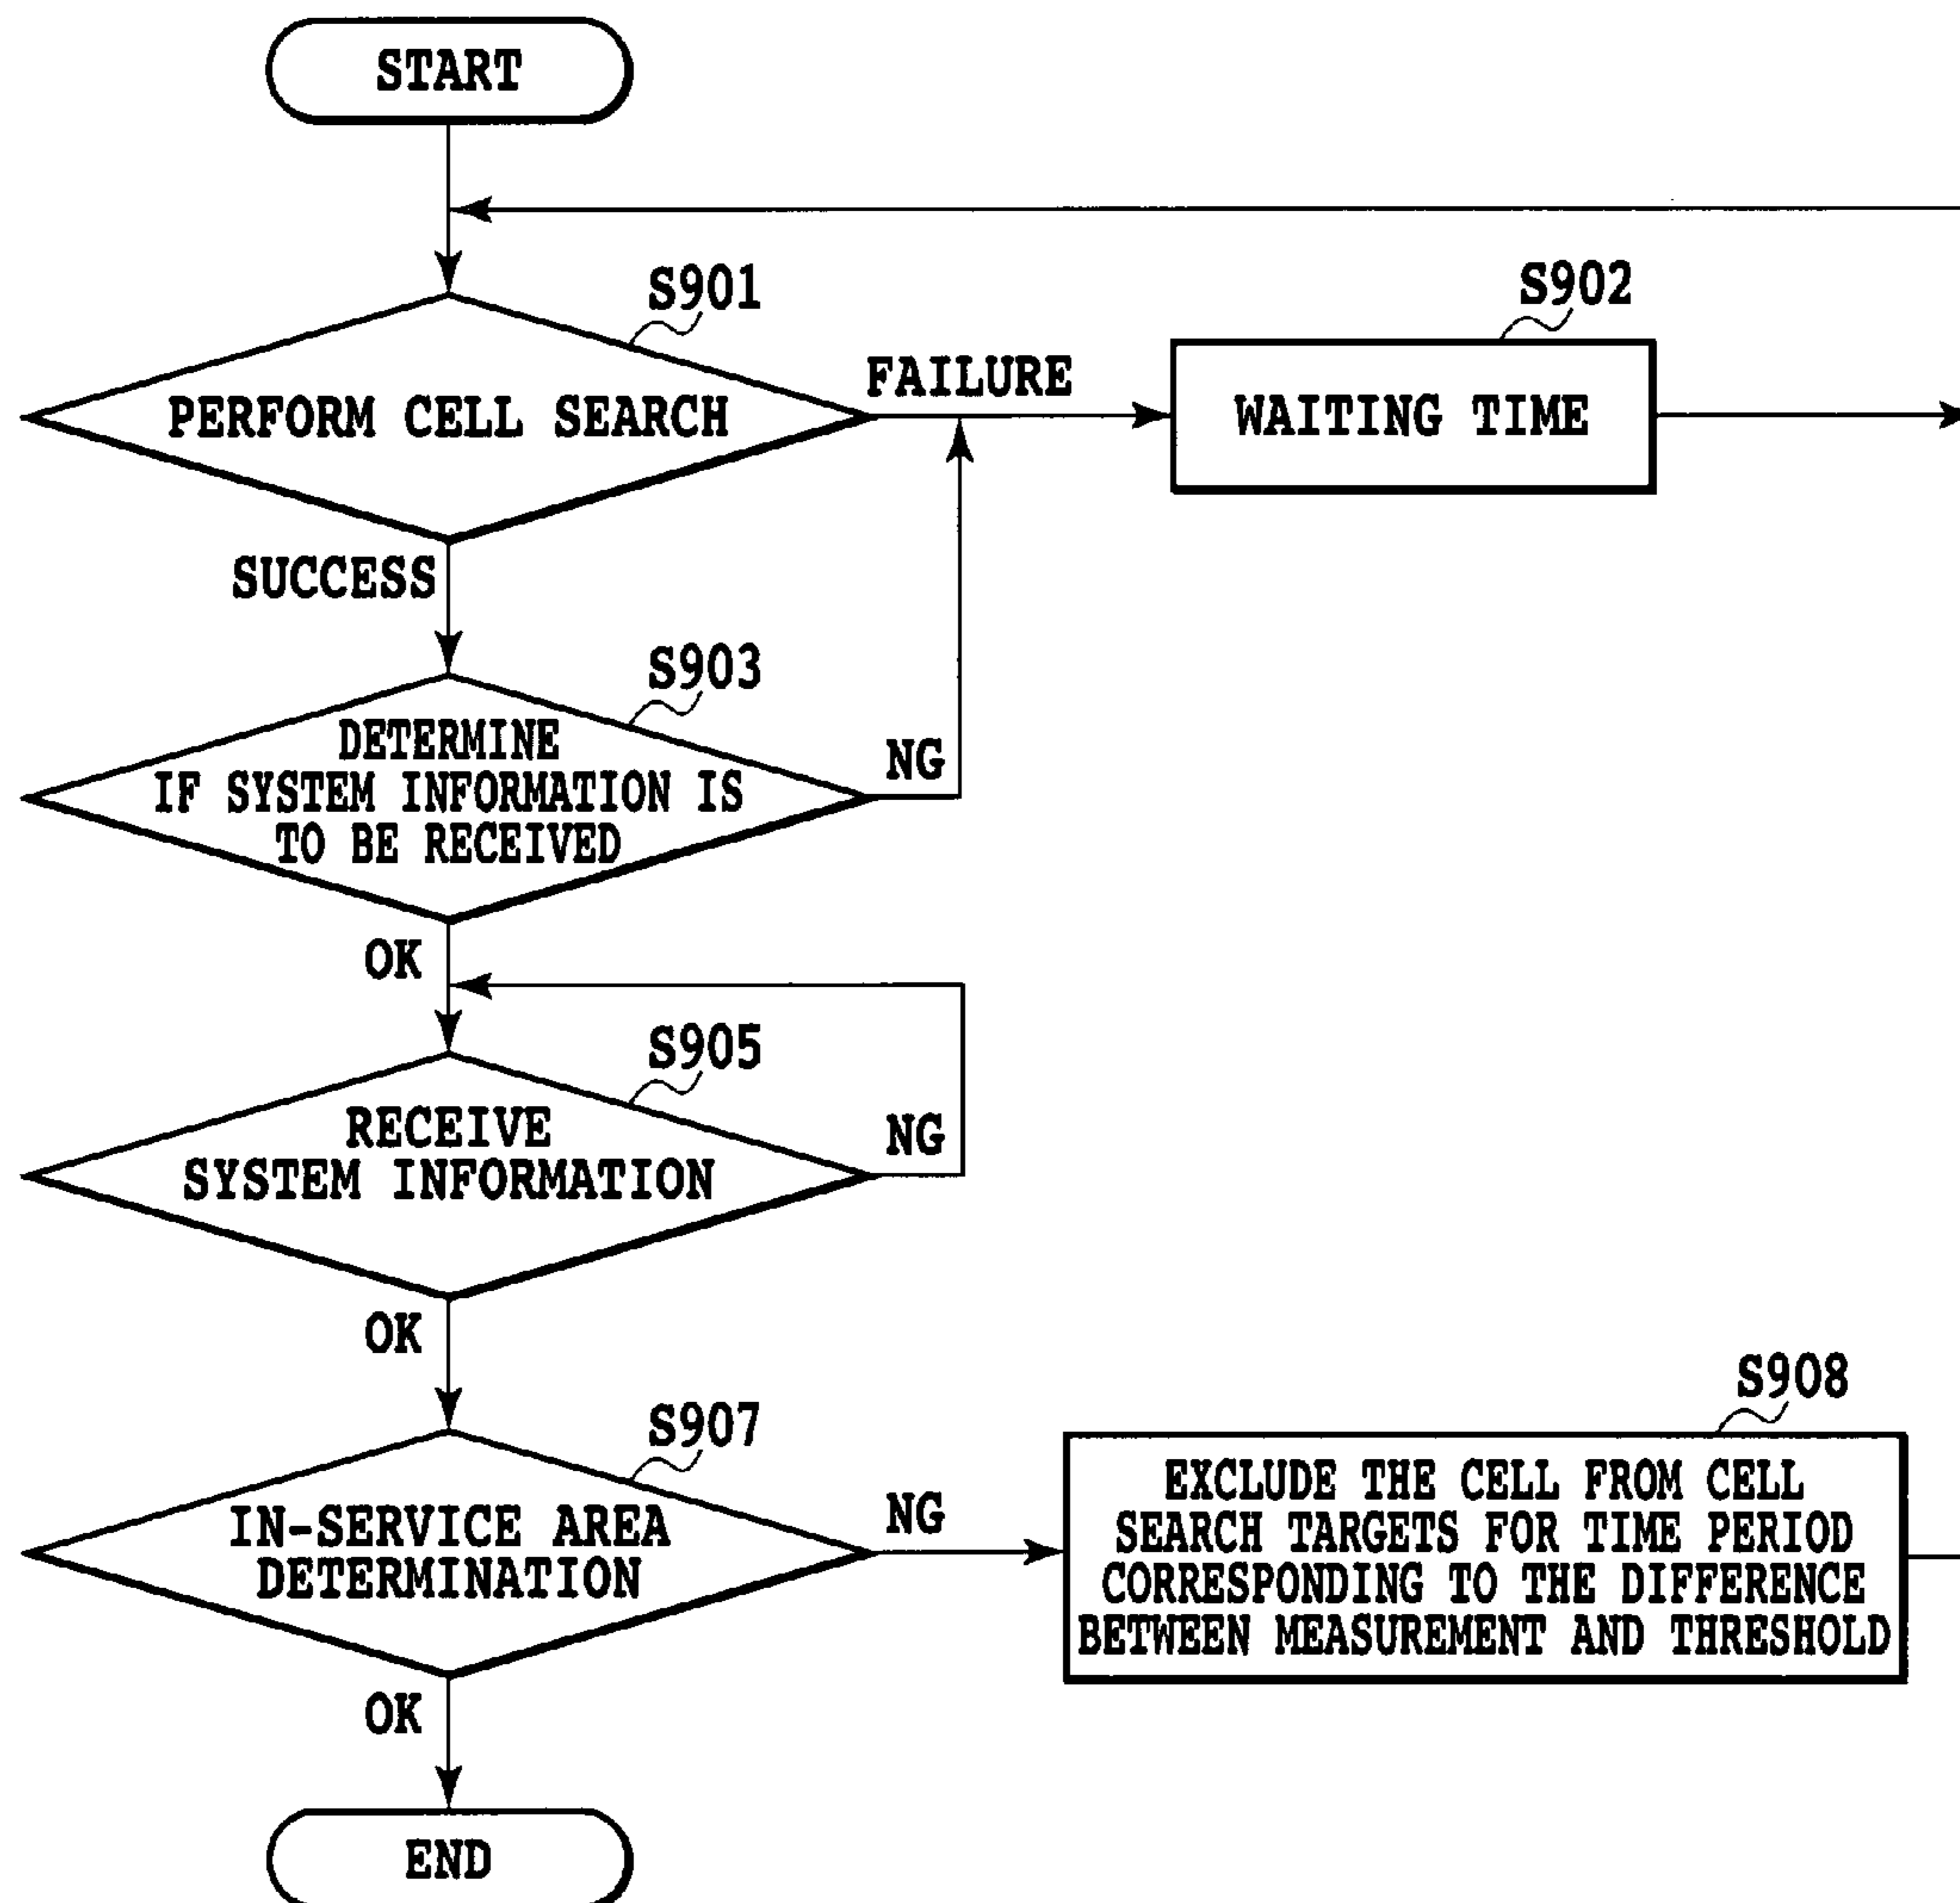 START
S901
S902
FAILURE
PERFORM CELL SEARCH
WAITING TIME
SUCCESS
S903
DETERMINE
IF SYSTEM INFORMATION IS
TO BE RECEIVED
NG
OK
S905
RECEIVE
SYSTEM INFORMATION
NG
OK
S907
S908
IN-SERVICE AREA
DETERMINATION
NG
EXCLUDE THE CELL FROM CELL
SEARCH TARGETS FOR TIME PERIOD
CORRESPONDING TO THE DIFFERENCE
BETWEEN MEASUREMENT AND THRESHOLD
OK
END